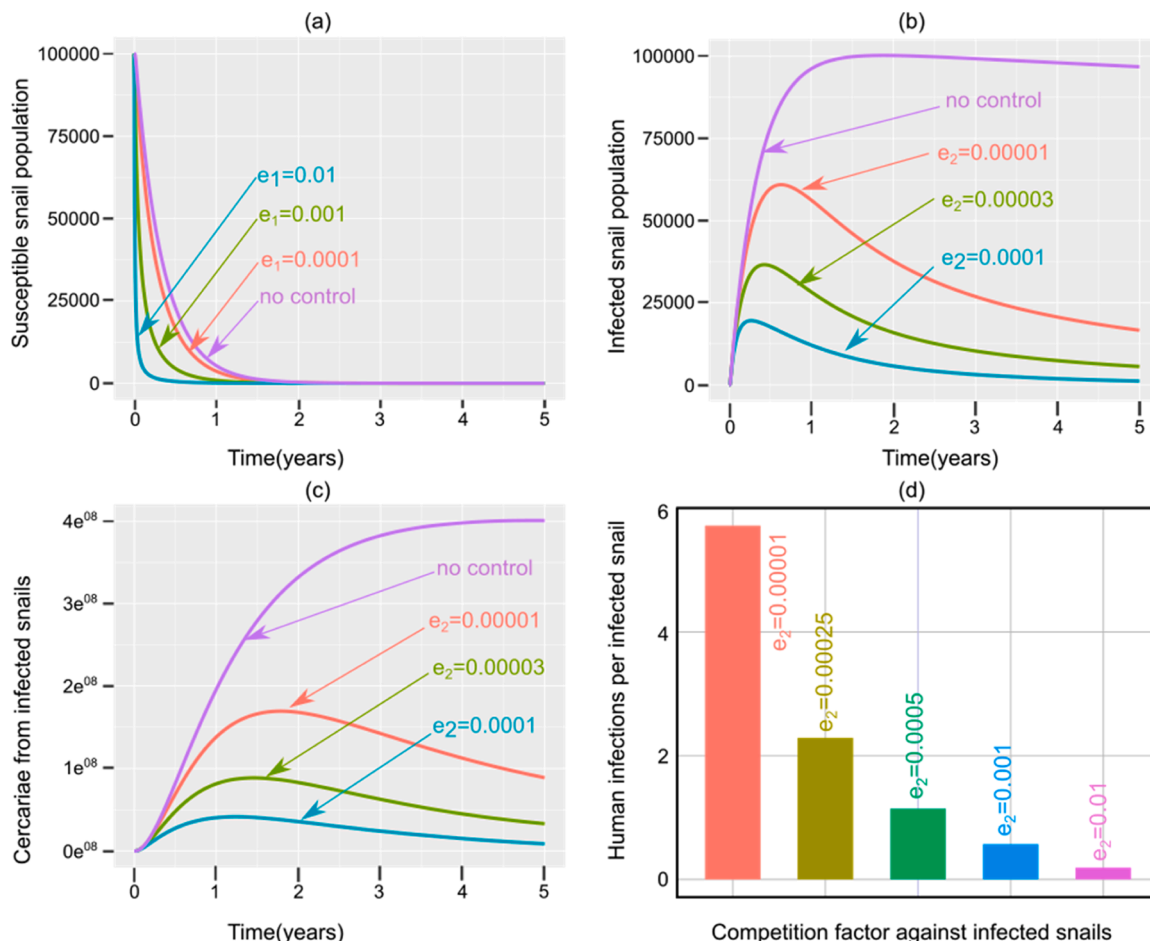 (a)
Susceptible snail population
100000
75000
50000
25000
0
e1=0.01
e1=0.001
e1=0.0001
no control
0 1 2 3 4 5
Time(years)
(b)
Infected snail population
100000
75000
50000
25000
0
no control
e2=0.00001
e2=0.00003
e2=0.0001
0 1 2 3 4 5
Time(years)
(c)
Cercariae from infected snails
4e08
3e08
2e08
1e08
0e08
no control
e2=0.00001
e2=0.00003
e2=0.0001
0 1 2 3 4 5
Time(years)
(d)
Human infections per infected snail
6
4
2
0
e2=0.00001
e2=0.00025
e2=0.0005
e2=0.001
e2=0.01
Competition factor against infected snails